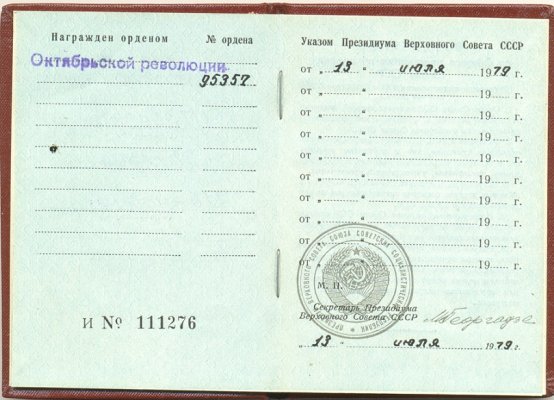 Награжден орденом
№ ордена
Октябрьской революции
95357
И № 111276
Указом Президиума Верховного Совета СССР
от „ 13 “ июля 1979 г.
от „ “ 19 г.
от „ “ 19 г.
от „ “ 19 г.
от „ “ 19 г.
от „ “ 19 г.
от „ “ 19 г.
от „ “ 19 г.
от „ “ 19 г.
от „ “ 19 г.
М. П.
Секретарь Президиума
Верховного Совета СССР
МГеоргадзе
„ 13 “ июля 1979 г.